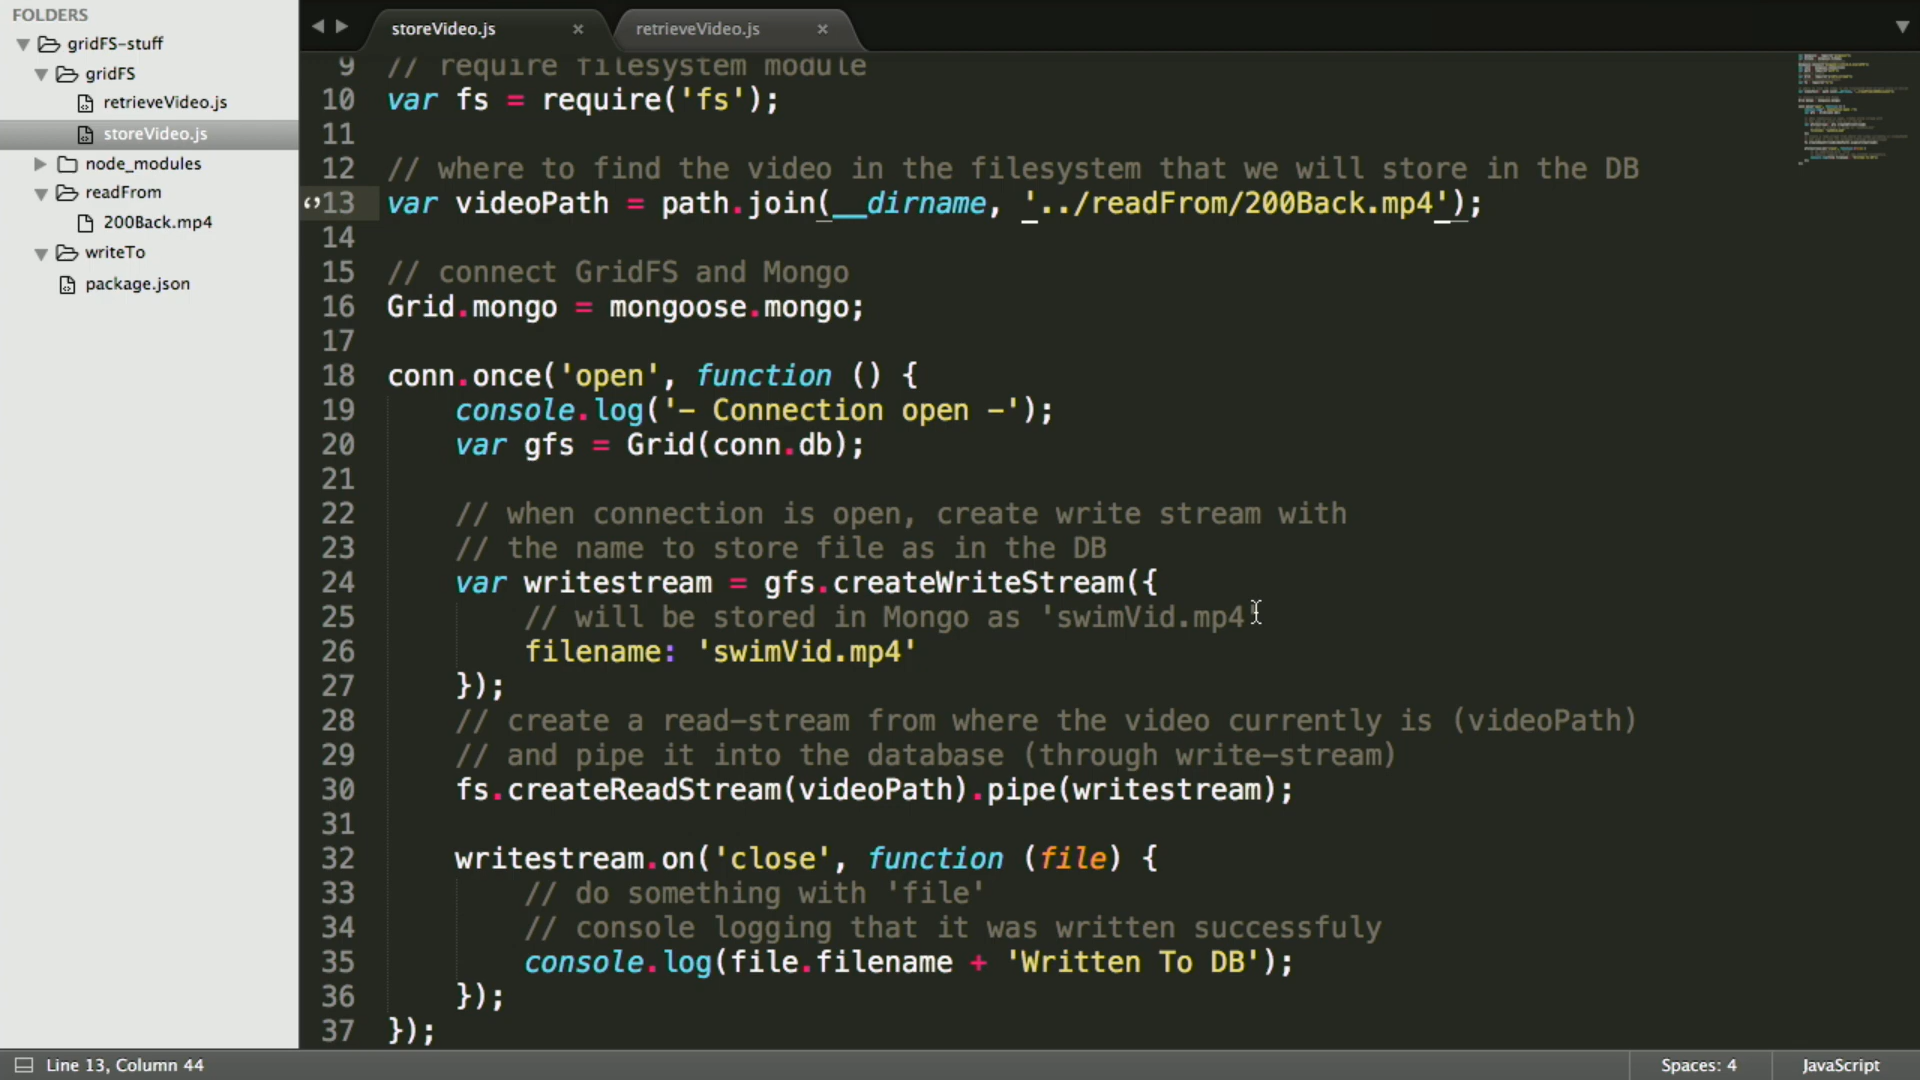 FOLDERS
gridFS-stuff
gridFS
retrieveVideo.js
storeVideo.js
node_modules
readFrom
200Back.mp4
writeTo
package.json
storeVideo.js ×
retrieveVideo.js ×
9 // require filesystem module
10 var fs = require('fs');
11
12 // where to find the video in the filesystem that we will store in the DB
13 var videoPath = path.join(__dirname, '../readFrom/200Back.mp4');
14
15 // connect GridFS and Mongo
16 Grid.mongo = mongoose.mongo;
17
18 conn.once('open', function () {
19 console.log('- Connection open -');
20 var gfs = Grid(conn.db);
21
22 // when connection is open, create write stream with
23 // the name to store file as in the DB
24 var writestream = gfs.createWriteStream({
25 // will be stored in Mongo as 'swimVid.mp4'
26 filename: 'swimVid.mp4'
27 });
28 // create a read-stream from where the video currently is (videoPath)
29 // and pipe it into the database (through write-stream)
30 fs.createReadStream(videoPath).pipe(writestream);
31
32 writestream.on('close', function (file) {
33 // do something with 'file'
34 // console logging that it was written successfuly
35 console.log(file.filename + 'Written To DB');
36 });
37 });
Line 13, Column 44
Spaces: 4
JavaScript